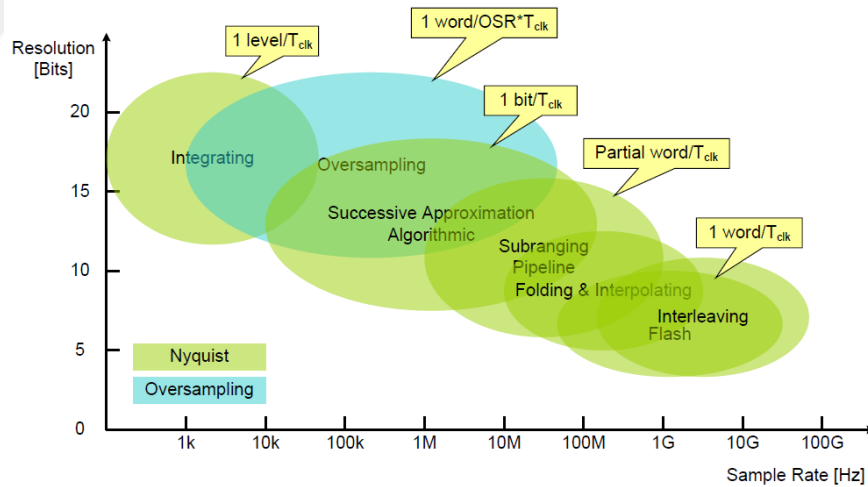 Resolution
[Bits]
1 level/Tclk
1 word/OSR*Tclk
1 bit/Tclk
Partial word/Tclk
1 word/Tclk
20
15
10
5
0
Integrating
Oversampling
Successive Approximation
Algorithmic
Subranging
Pipeline
Folding & Interpolating
Interleaving
Flash
Nyquist
Oversampling
1k 10k 100k 1M 10M 100M 1G 10G 100G
Sample Rate [Hz]